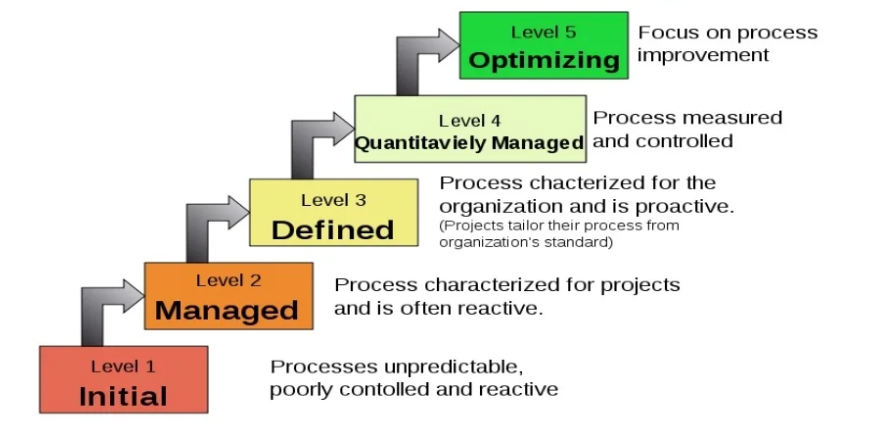 Level 5
Optimizing
Focus on process
improvement
Level 4
Quantitaviely Managed
Process measured
and controlled
Level 3
Defined
Process chacterized for the
organization and is proactive.
(Projects tailor their process from
organization's standard)
Level 2
Managed
Process characterized for projects
and is often reactive.
Level 1
Initial
Processes unpredictable,
poorly contolled and reactive